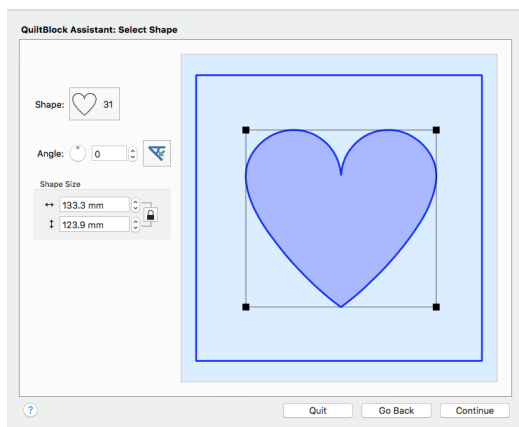 QuiltBlock Assistant: Select Shape
Shape: 31
Angle: 0
Shape Size
↔ 133.3 mm
↕ 123.9 mm
? Quit Go Back Continue